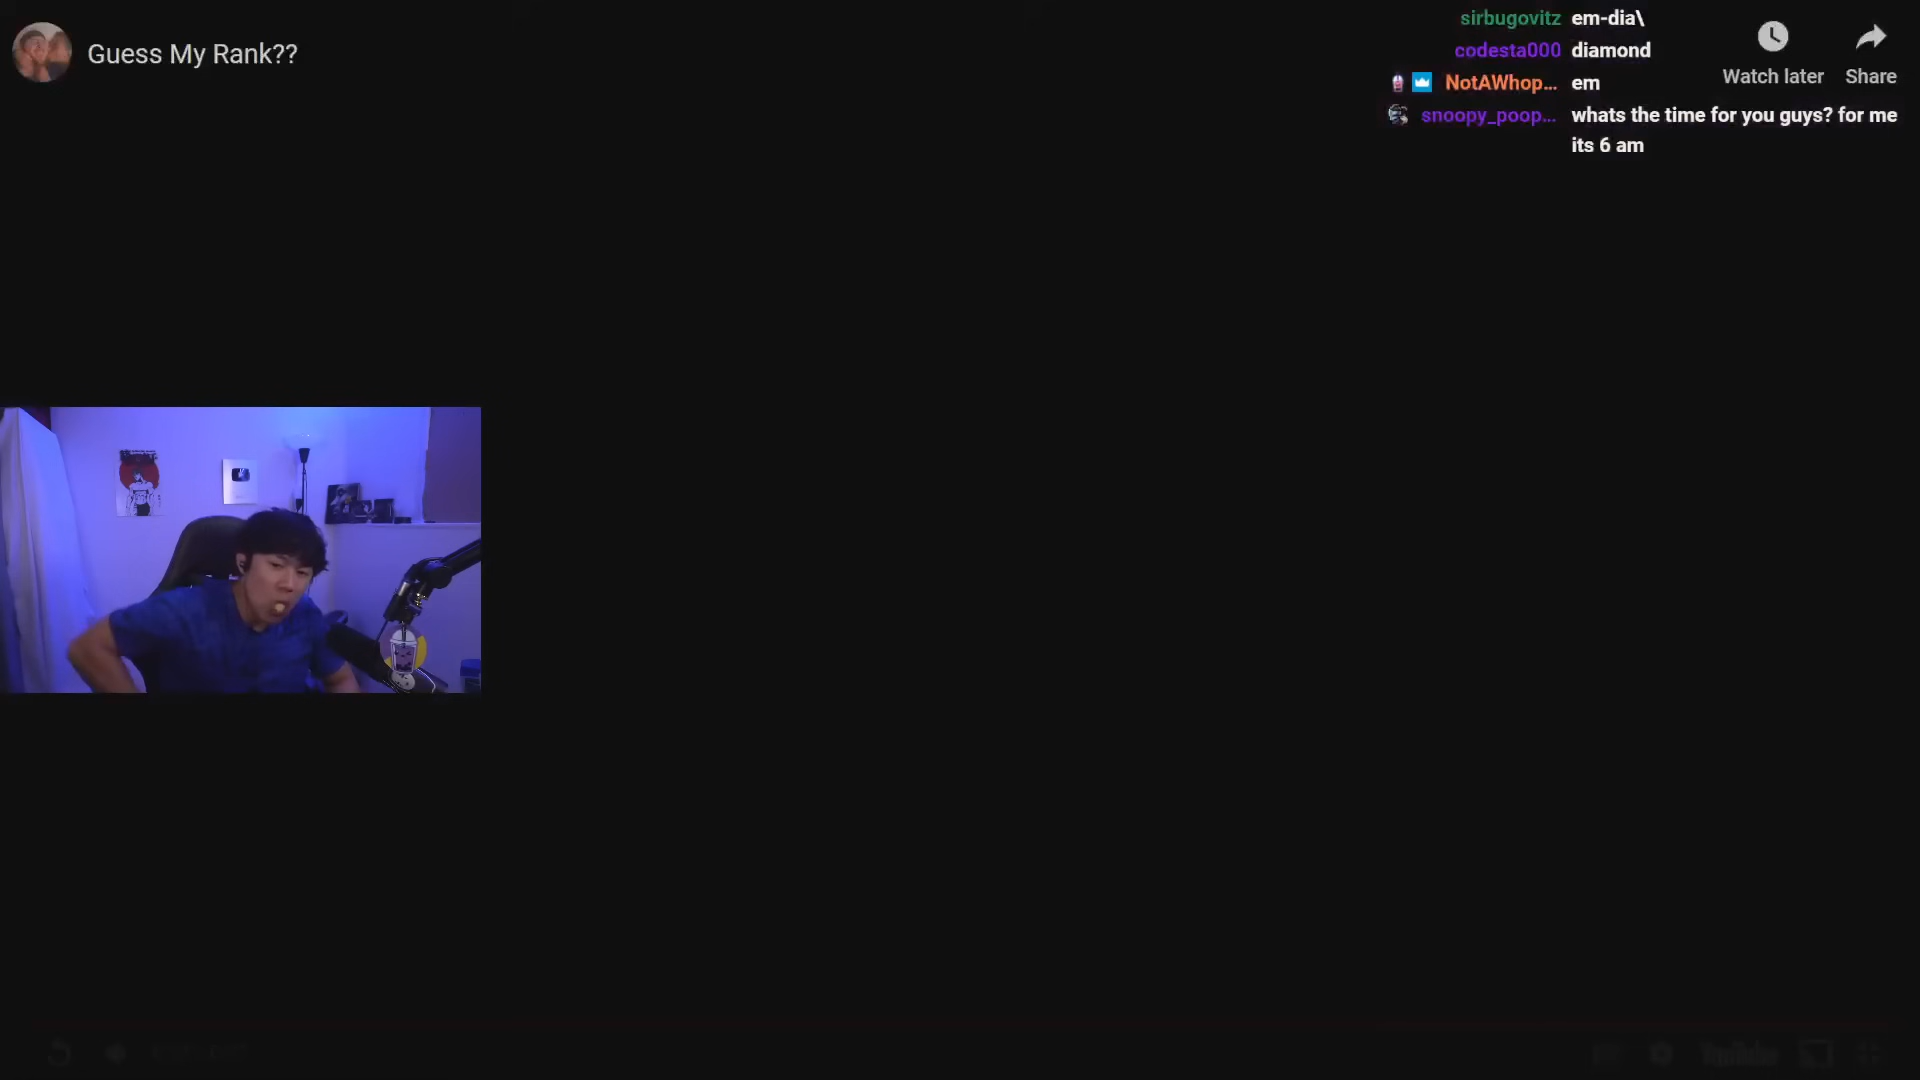 Guess My Rank??
sirbugovitz em-dia\
codesta000 diamond
NotAWhop... em
snoopy_poop... whats the time for you guys? for me
its 6 am
Watch later
Share
YouTube